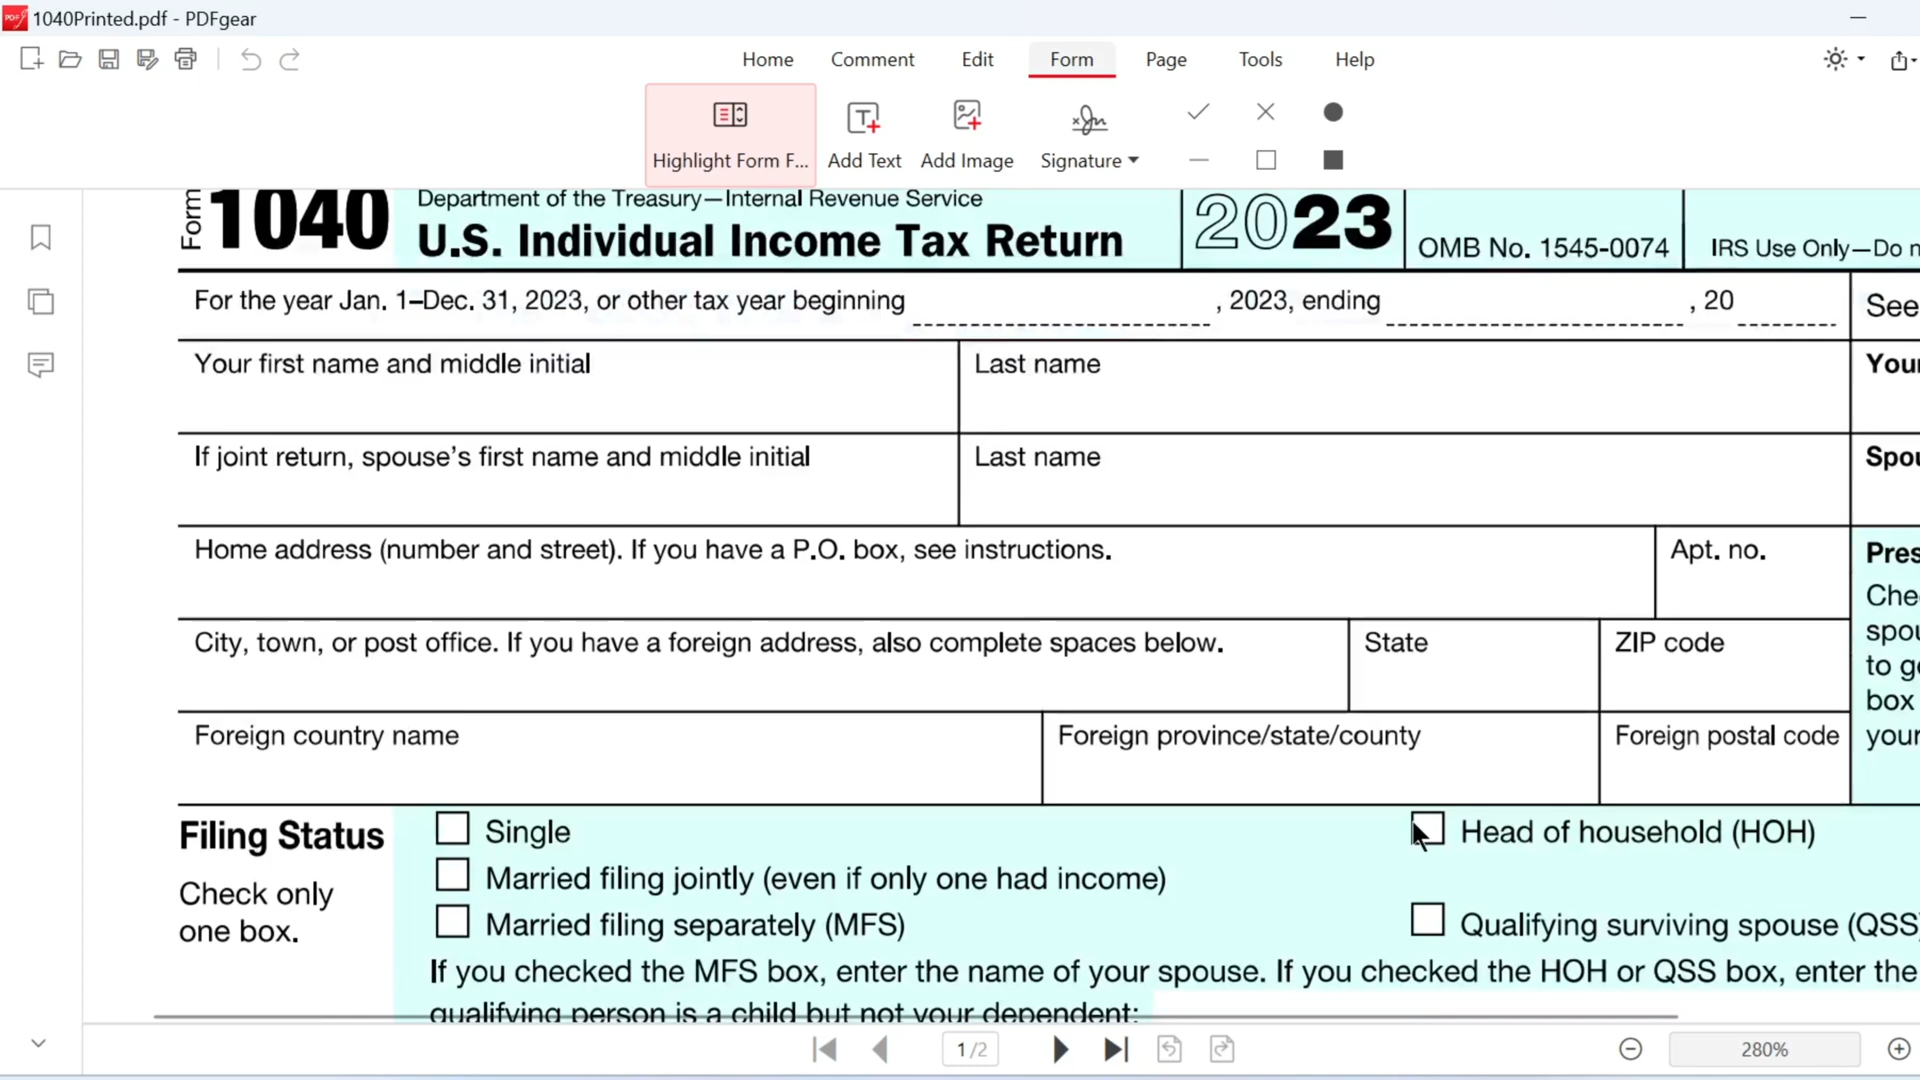 1040Printed.pdf - PDFgear
Home Comment Edit Form Page Tools Help
Highlight Form F... Add Text Add Image Signature
Form 1040 Department of the Treasury—Internal Revenue Service
U.S. Individual Income Tax Return 2023 OMB No. 1545-0074 IRS Use Only—Do n
For the year Jan. 1–Dec. 31, 2023, or other tax year beginning , 2023, ending , 20 See
Your first name and middle initial Last name You
If joint return, spouse's first name and middle initial Last name Spou
Home address (number and street). If you have a P.O. box, see instructions. Apt. no. Pres
Che
City, town, or post office. If you have a foreign address, also complete spaces below. State ZIP code spou
to g
box
Foreign country name Foreign province/state/county Foreign postal code your
Filing Status Single Head of household (HOH)
Check only Married filing jointly (even if only one had income)
one box. Married filing separately (MFS) Qualifying surviving spouse (QSS)
If you checked the MFS box, enter the name of your spouse. If you checked the HOH or QSS box, enter the
qualifying person is a child but not your dependent:
1 /2 280%